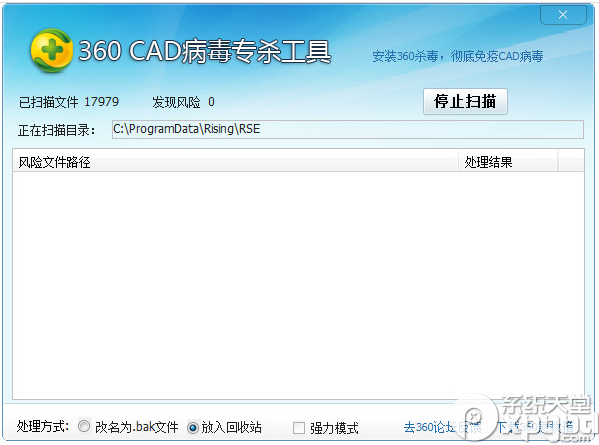 360 CAD病毒专杀工具
安装360杀毒，彻底免疫CAD病毒
已扫描文件 17979 发现风险 0
停止扫描
正在扫描目录： C:\ProgramData\Rising\RSE
风险文件路径 处理结果
处理方式: 改名为.bak文件 放入回收站 强力模式 去360论坛反馈
系统天堂